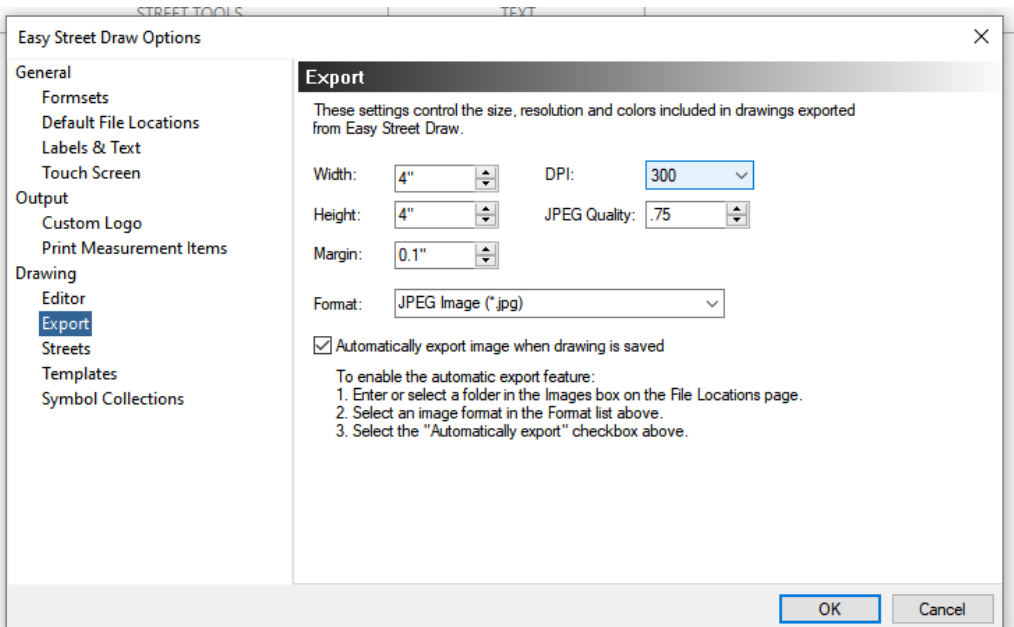 STREET TOOLS
TEXT
Easy Street Draw Options
General
Formsets
Default File Locations
Labels & Text
Touch Screen
Output
Custom Logo
Print Measurement Items
Drawing
Editor
Export
Streets
Templates
Symbol Collections
Export
These settings control the size, resolution and colors included in drawings exported
from Easy Street Draw.
Width: 4" DPI: 300
Height: 4" JPEG Quality: .75
Margin: 0.1"
Format: JPEG Image (*.jpg)
Automatically export image when drawing is saved
To enable the automatic export feature:
1. Enter or select a folder in the Images box on the File Locations page.
2. Select an image format in the Format list above.
3. Select the "Automatically export" checkbox above.
OK Cancel